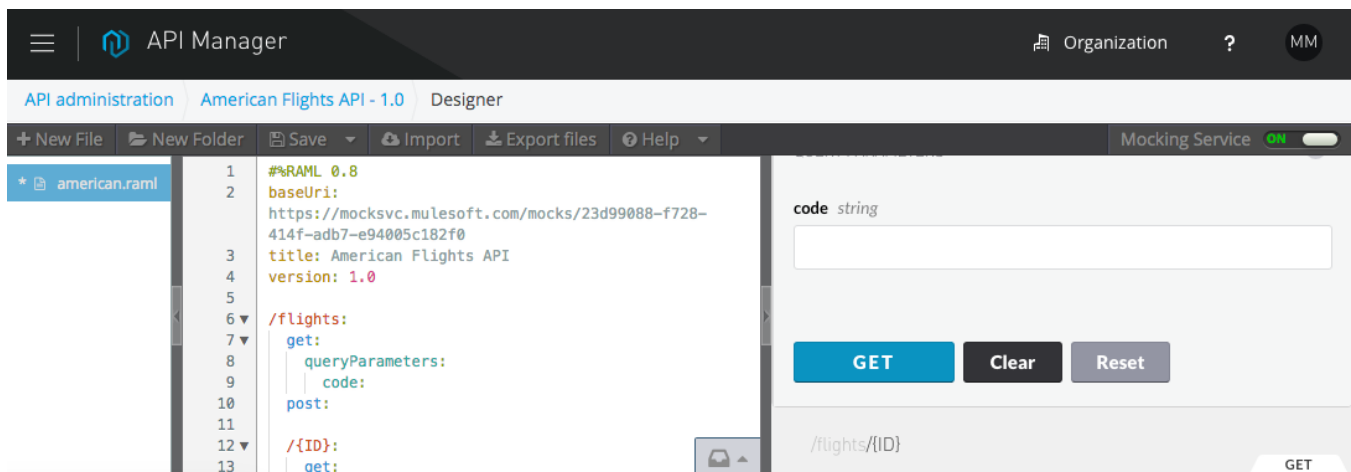 API Manager
Organization
?
MM
API administration
American Flights API - 1.0
Designer
+ New File
New Folder
Save
Import
Export files
Help
Mocking Service
ON
* american.raml
1 #%RAML 0.8
2 baseUri:
https://mocksvc.mulesoft.com/mocks/23d99088-f728-
414f-adb7-e94005c182f0
3 title: American Flights API
4 version: 1.0
5
6 /flights:
7 get:
8 queryParameters:
9 code:
10 post:
11
12 /{ID}:
13 get:
code string
GET
Clear
Reset
/flights/{ID}
GET